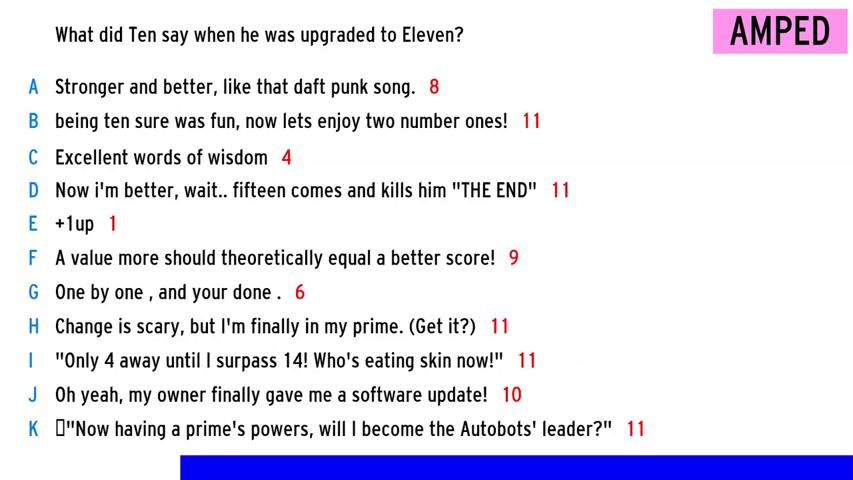 What did Ten say when he was upgraded to Eleven?
AMPED
A Stronger and better, like that daft punk song. 8
B being ten sure was fun, now lets enjoy two number ones! 11
C Excellent words of wisdom 4
D Now i'm better, wait.. fifteen comes and kills him "THE END" 11
E +1up 1
F A value more should theoretically equal a better score! 9
G One by one , and your done . 6
H Change is scary, but I'm finally in my prime. (Get it?) 11
I "Only 4 away until I surpass 14! Who's eating skin now!" 11
J Oh yeah, my owner finally gave me a software update! 10
K "Now having a prime's powers, will I become the Autobots' leader?" 11